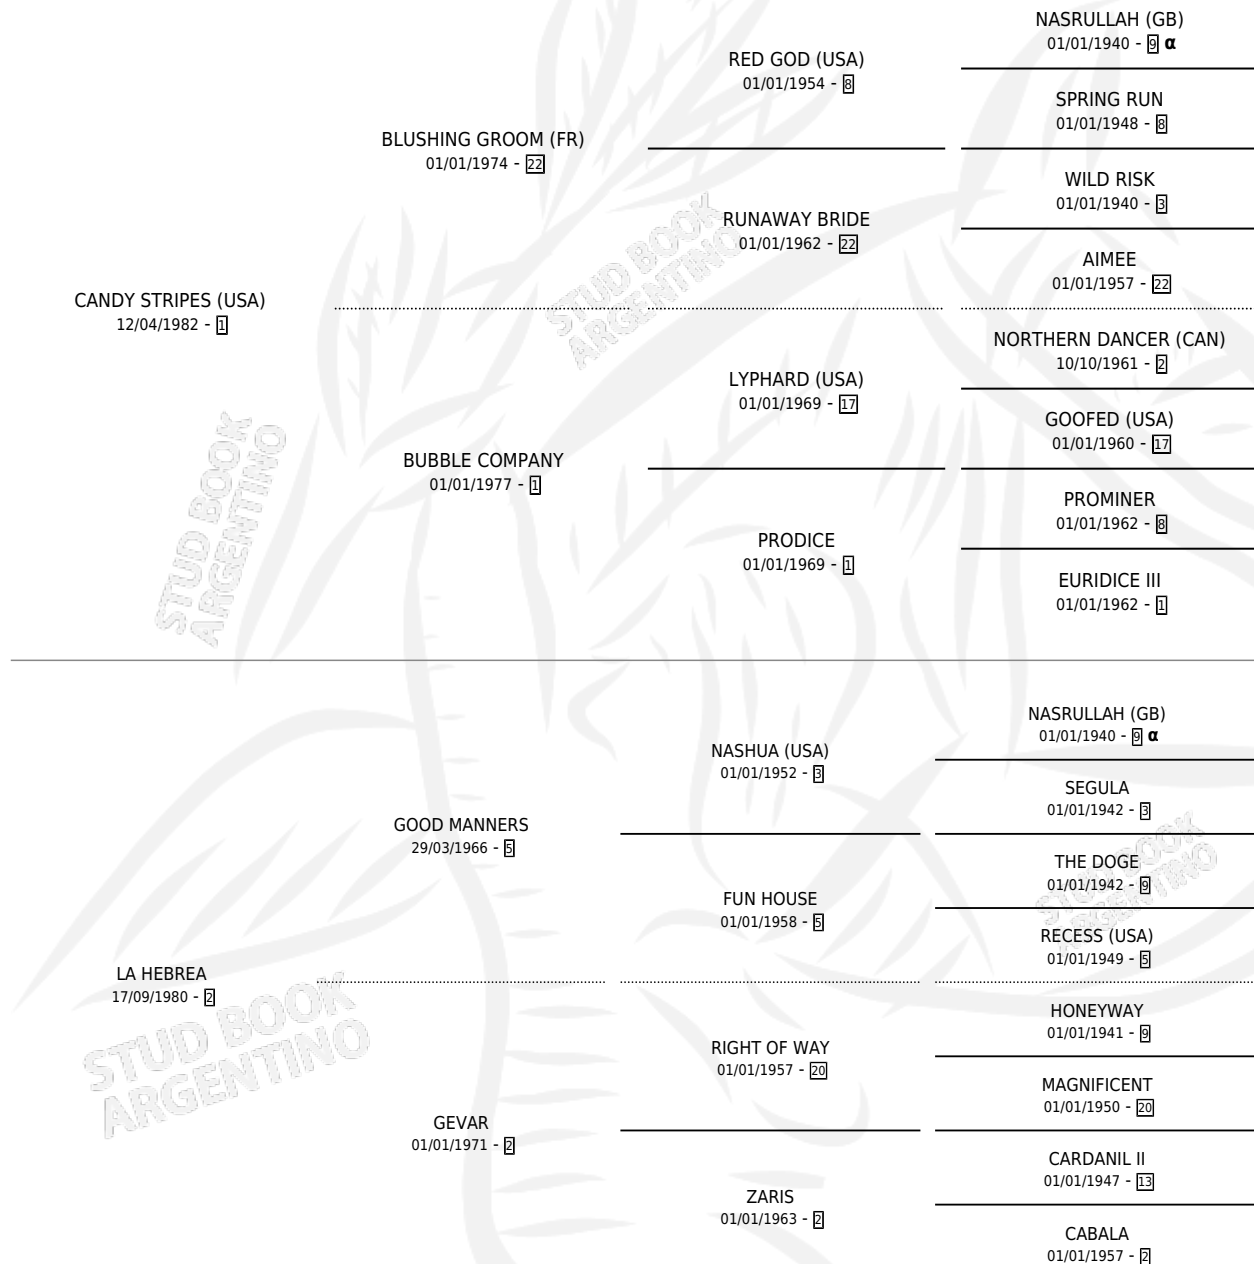 NASRULLAH (GB)
01/01/1940 - 9 α
RED GOD (USA)
01/01/1954 - 8
SPRING RUN
01/01/1948 - 8
BLUSHING GROOM (FR)
01/01/1974 - 22
WILD RISK
01/01/1940 - 3
RUNAWAY BRIDE
01/01/1962 - 22
AIMEE
01/01/1957 - 22
CANDY STRIPES (USA)
12/04/1982 - 1
STUD BOOK
ARGENTINO
NORTHERN DANCER (CAN)
10/10/1961 - 2
LYPHARD (USA)
01/01/1969 - 17
GOOFED (USA)
01/01/1960 - 17
BUBBLE COMPANY
01/01/1977 - 1
PROMINER
01/01/1962 - 8
PRODICE
01/01/1969 - 1
EURIDICE III
01/01/1962 - 1
STUD BOOK
ARGENTINO
NASRULLAH (GB)
01/01/1940 - 9 α
NASHUA (USA)
01/01/1952 - 3
SEGULA
01/01/1942 - 3
GOOD MANNERS
29/03/1966 - 5
THE DOGE
01/01/1942 - 9
FUN HOUSE
01/01/1958 - 5
RECESS (USA)
01/01/1949 - 5
STUD BOOK
ARGENTINO
LA HEBREA
17/09/1980 - 2
STUD BOOK
ARGENTINO
HONEYWAY
01/01/1941 - 9
RIGHT OF WAY
01/01/1957 - 20
MAGNIFICENT
01/01/1950 - 20
GEVAR
01/01/1971 - 2
CARDANIL II
01/01/1947 - 13
ZARIS
01/01/1963 - 2
CABALA
01/01/1957 - 2